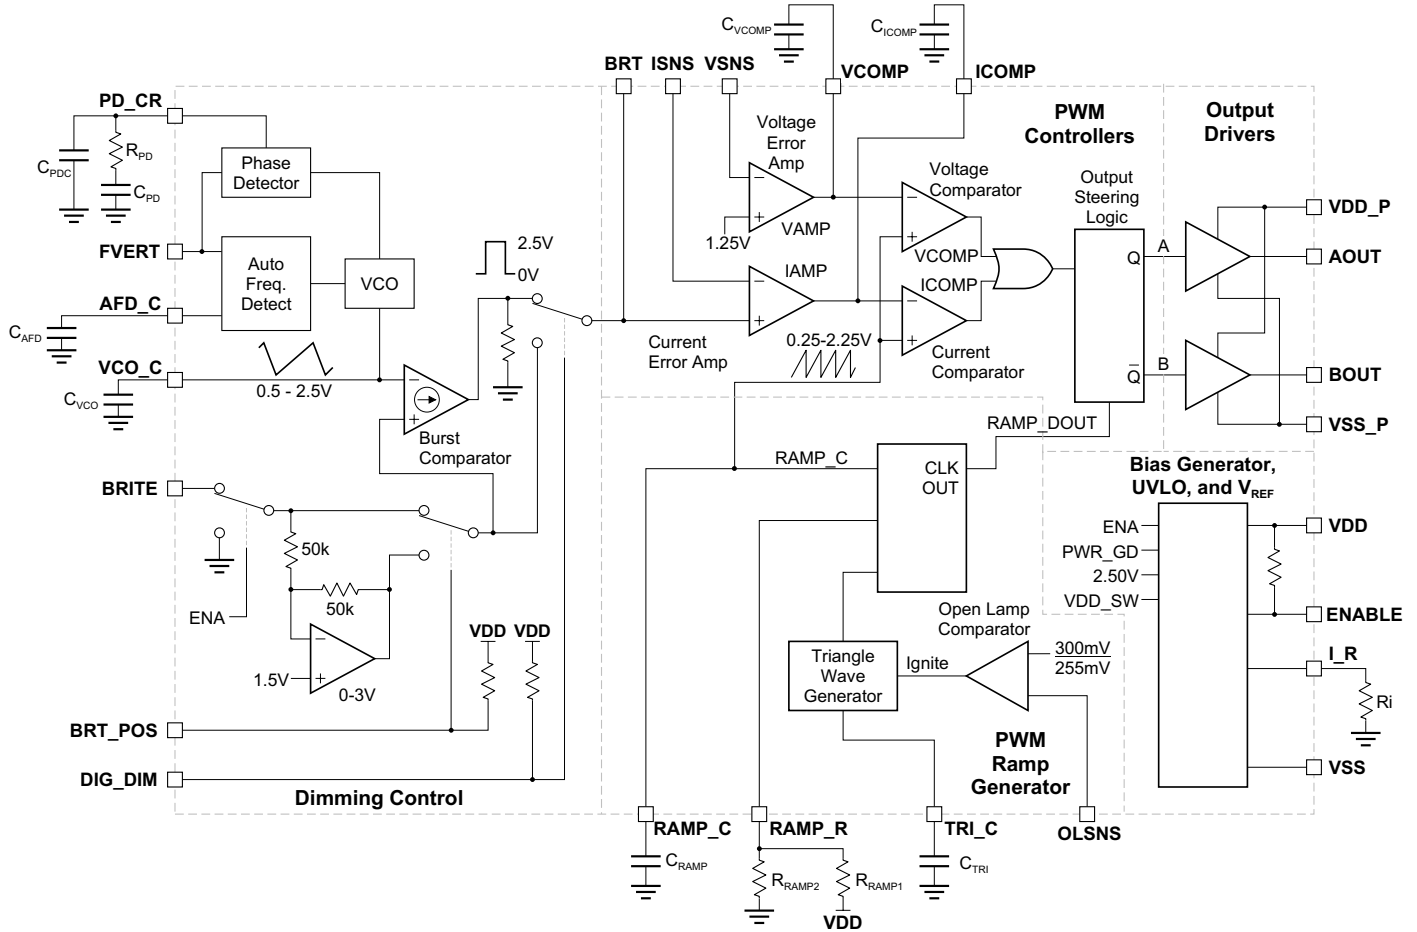 C_VCOMP
C_ICOMP
BRT
ISNS
VSNS
VCOMP
ICOMP
PD_CR
R_PD
C_PDC
C_PD
Phase
Detector
FVERT
Auto
Freq.
Detect
VCO
AFD_C
C_AFD
VCO_C
C_VCO
0.5 - 2.5V
2.5V
0V
Burst
Comparator
BRITE
50k
50k
ENA
1.5V
0-3V
VDD
VDD
BRT_POS
DIG_DIM
Dimming Control
Voltage
Error
Amp
1.25V
VAMP
IAMP
Current
Error Amp
Voltage
Comparator
VCOMP
ICOMP
0.25-2.25V
Current
Comparator
PWM
Controllers
Output
Steering
Logic
Q
A
Q̅
B
Output
Drivers
VDD_P
AOUT
BOUT
VSS_P
RAMP_DOUT
RAMP_C
CLK
OUT
Open Lamp
Comparator
Triangle
Wave
Generator
Ignite
300mV
255mV
PWM
Ramp
Generator
Bias Generator,
UVLO, and V_REF
ENA
PWR_GD
2.50V
VDD_SW
VDD
ENABLE
I_R
Ri
VSS
RAMP_C
RAMP_R
TRI_C
OLSNS
C_RAMP
R_RAMP2
R_RAMP1
C_TRI
VDD